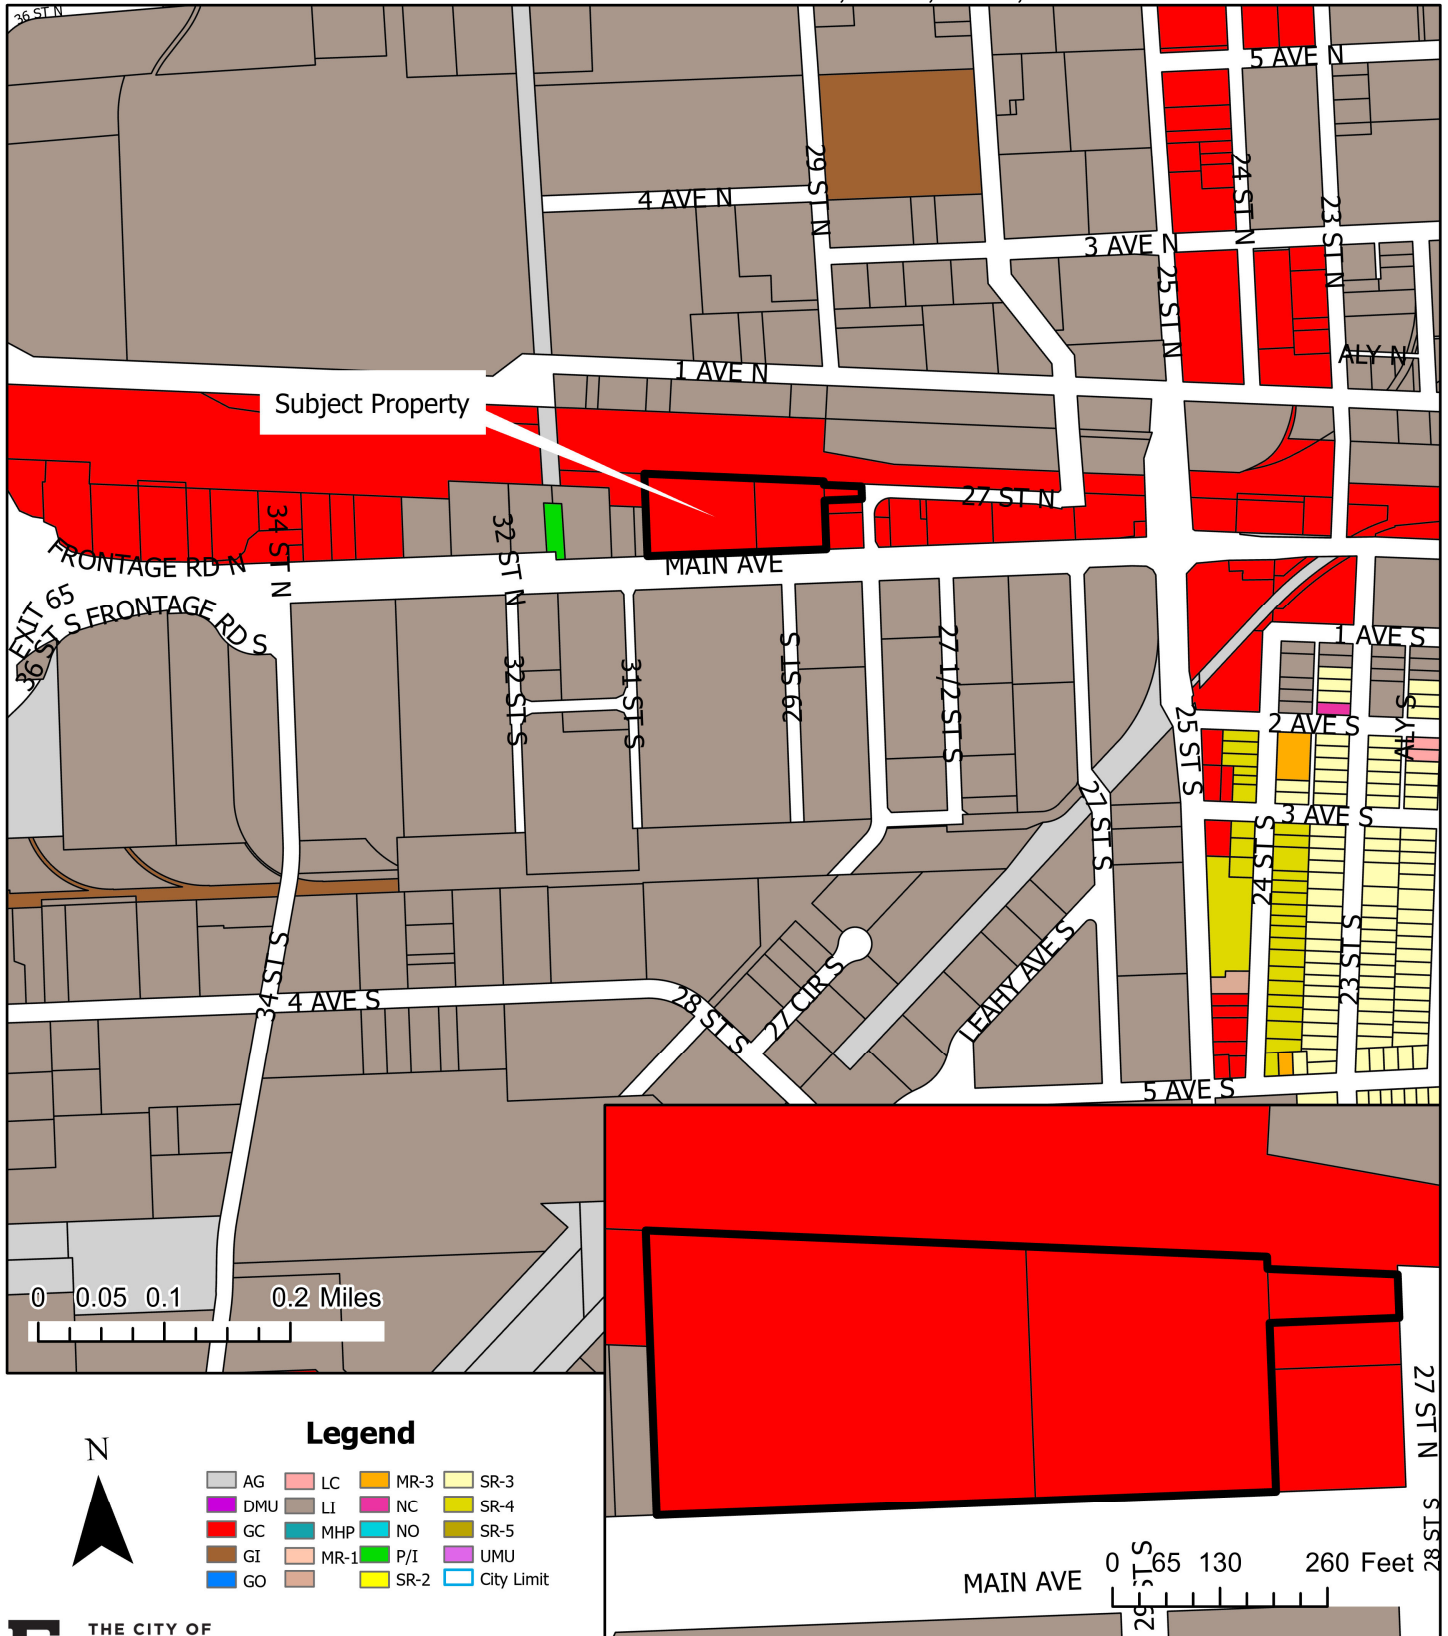 36 ST N
5 AVE N
29 ST N
24 ST N
4 AVE N
23 ST N
3 AVE N
25 ST N
ALY N
1 AVE N
Subject Property
27 ST N
34 ST N
32 ST N
FRONTAGE RD N
MAIN AVE
EXIT 65
36 ST S
FRONTAGE RD S
1 AVE S
32 ST S
31 ST S
29 ST S
27 1/2 ST S
25 ST S
2 AVE S
ALY S
27 ST S
3 AVE S
24 ST S
23 ST S
34 ST S
4 AVE S
28 ST S
27 CIR S
LEAHY AVE S
5 AVE S
0 0.05 0.1 0.2 Miles
27 ST N
28 ST S
MAIN AVE
29 ST S
0 65 130 260 Feet
N
Legend
AG
DMU
GC
GI
GO
LC
LI
MHP
MR-1
MR-3
NC
NO
P/I
SR-2
SR-3
SR-4
SR-5
UMU
City Limit
THE CITY OF